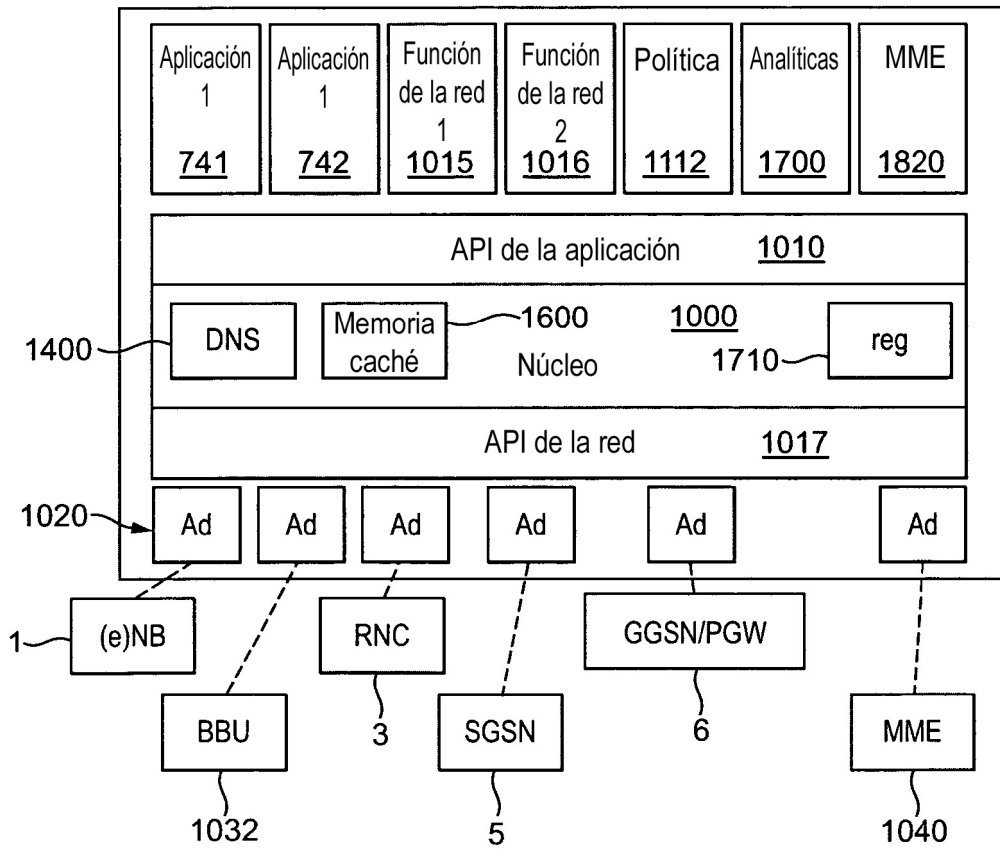 Aplicación
1
741
Aplicación
1
742
Función
de la red
1
1015
Función
de la red
2
1016
Política
1112
Analíticas
1700
MME
1820
API de la aplicación 1010
1400
DNS
Memoria
caché
1600
Núcleo
1000
1710
reg
API de la red 1017
1020
Ad
Ad
Ad
Ad
Ad
Ad
1
(e)NB
BBU
1032
RNC
3
SGSN
5
GGSN/PGW
6
MME
1040